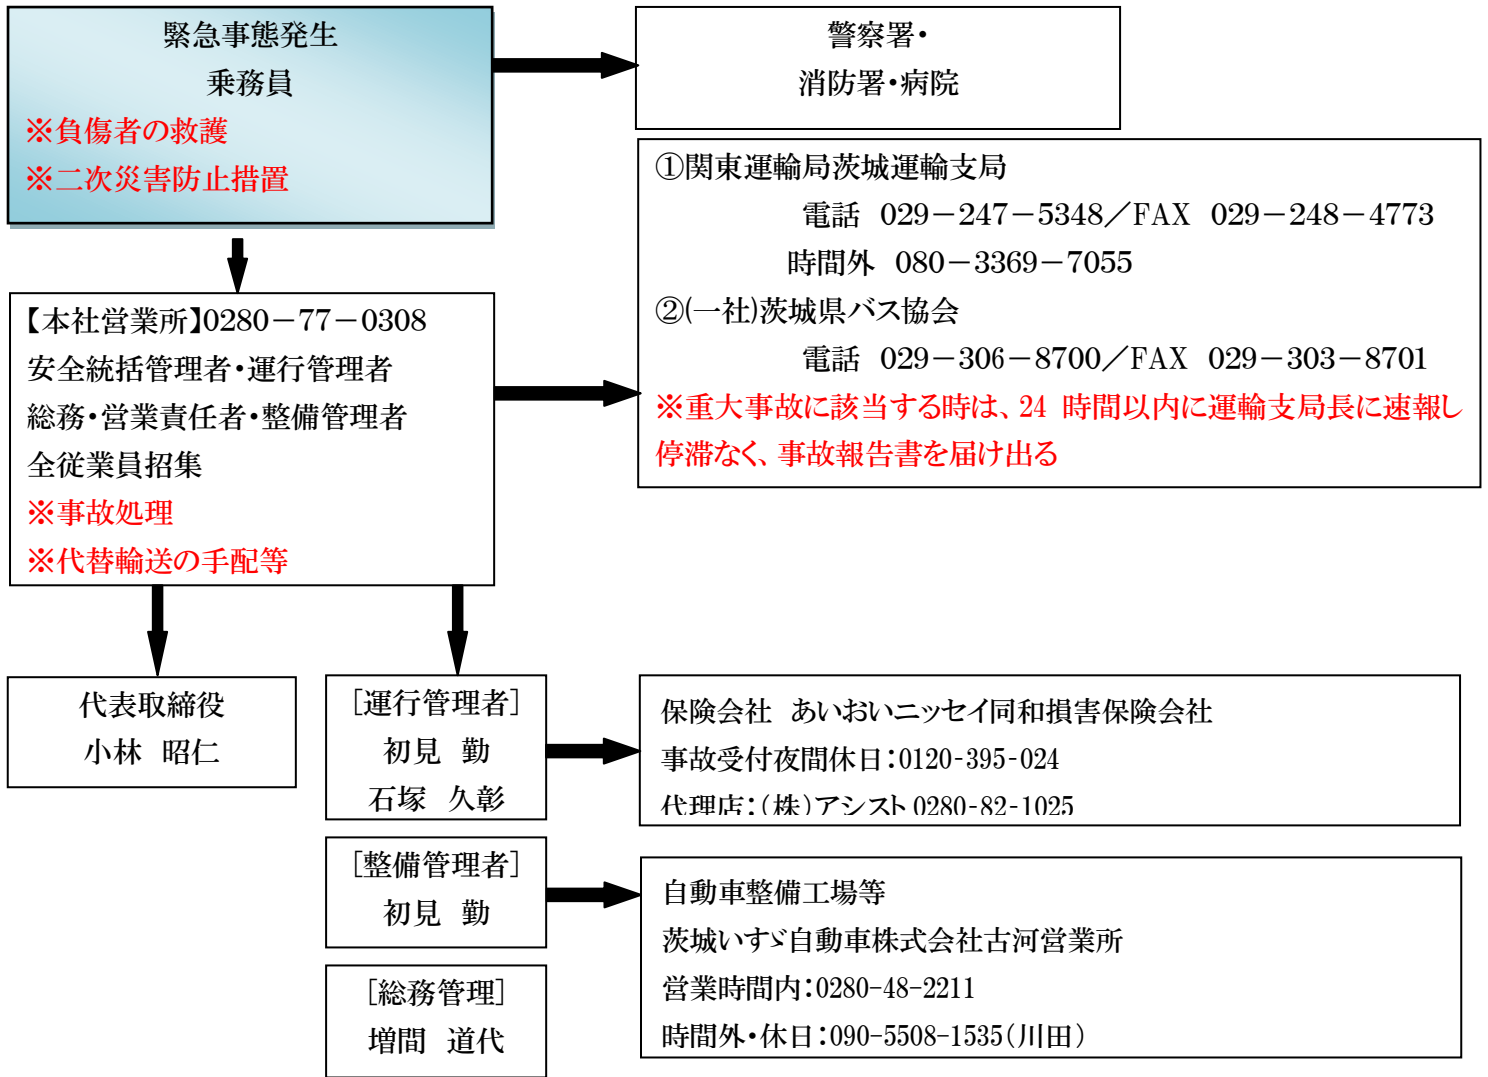 緊急事態発生
乗務員
※負傷者の救護
※二次災害防止措置
警察署・
消防署・病院
①関東運輸局茨城運輸支局
電話 029－247－5348／FAX 029－248－4773
時間外 080－3369－7055
②(一社)茨城県バス協会
電話 029－306－8700／FAX 029－303－8701
※重大事故に該当する時は、24 時間以内に運輸支局長に速報し
停滞なく、事故報告書を届け出る
【本社営業所】0280－77－0308
安全統括管理者・運行管理者
総務・営業責任者・整備管理者
全従業員招集
※事故処理
※代替輸送の手配等
代表取締役
小林 昭仁
［運行管理者］
初見 勤
石塚 久彰
保険会社 あいおいニッセイ同和損害保険会社
事故受付夜間休日：0120-395-024
代理店：（株）アシスト 0280-82-1025
［整備管理者］
初見 勤
自動車整備工場等
茨城いすゞ自動車株式会社古河営業所
営業時間内：0280-48-2211
時間外・休日：090-5508-1535（川田）
［総務管理］
増間 道代